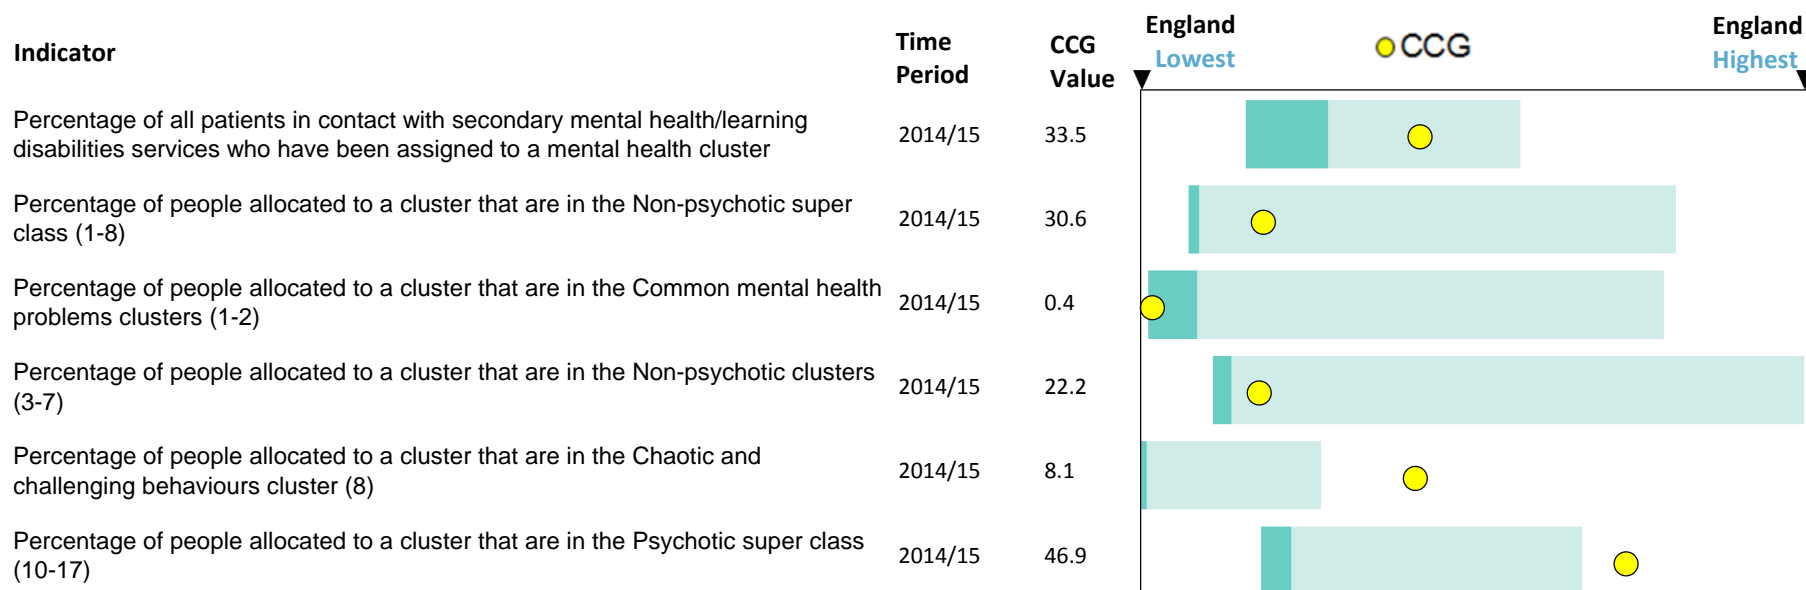 Indicator
Time
Period
CCG
Value
England
Lowest
CCG
England
Highest
Percentage of all patients in contact with secondary mental health/learning
disabilities services who have been assigned to a mental health cluster
2014/15
33.5
Percentage of people allocated to a cluster that are in the Non-psychotic super
class (1-8)
2014/15
30.6
Percentage of people allocated to a cluster that are in the Common mental health
problems clusters (1-2)
2014/15
0.4
Percentage of people allocated to a cluster that are in the Non-psychotic clusters
(3-7)
2014/15
22.2
Percentage of people allocated to a cluster that are in the Chaotic and
challenging behaviours cluster (8)
2014/15
8.1
Percentage of people allocated to a cluster that are in the Psychotic super class
(10-17)
2014/15
46.9